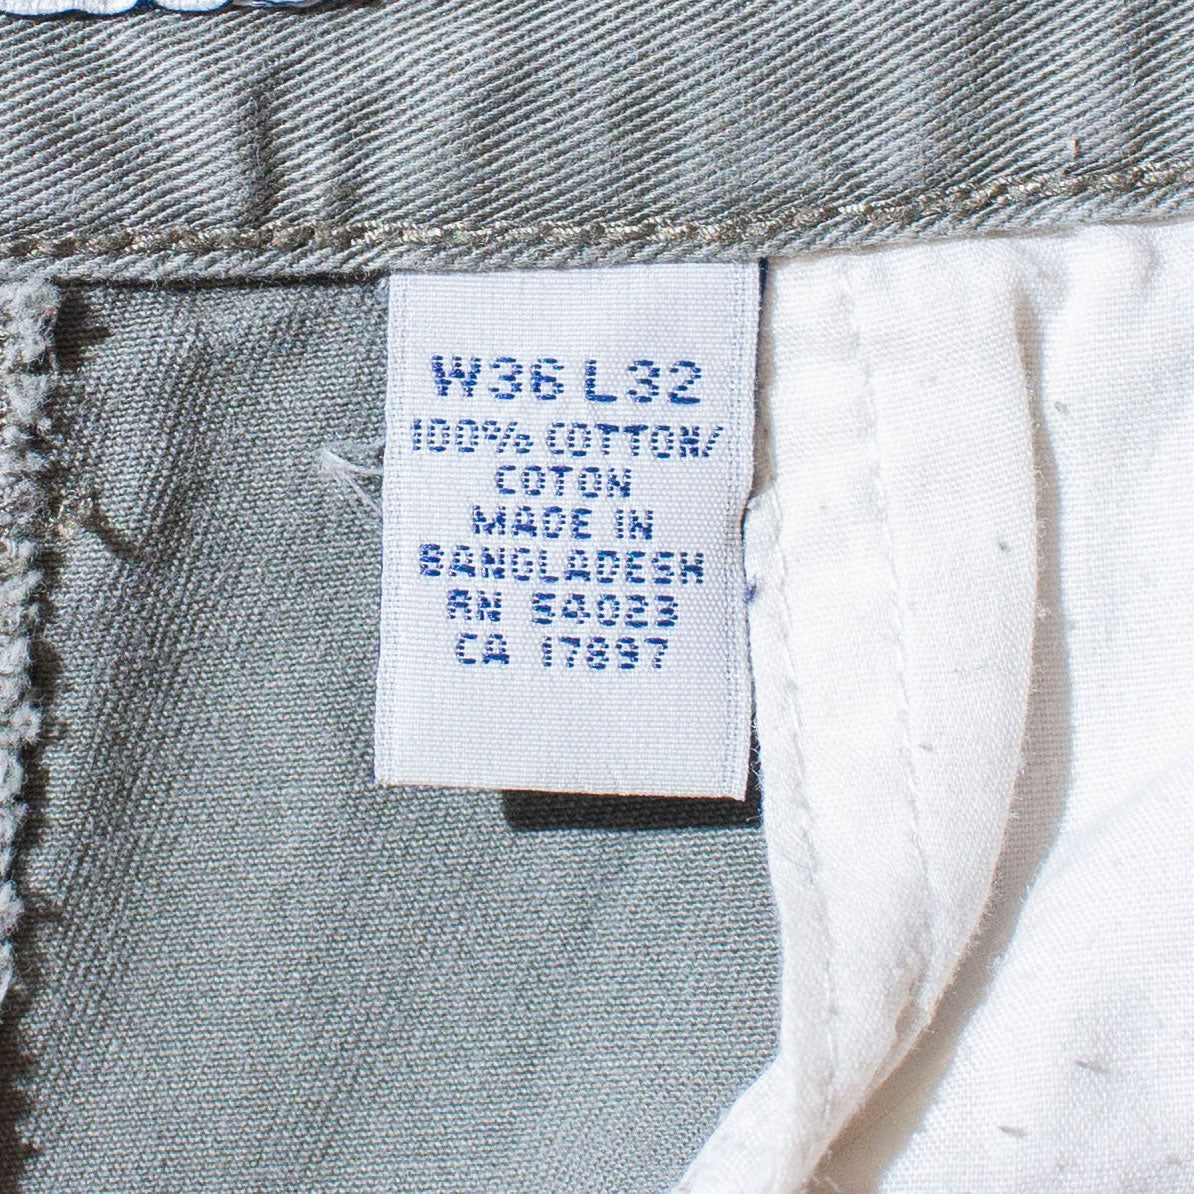 W36 L32
100% COTTON/
COTON
MADE IN
BANGLADESH
RN 54023
CA 17897